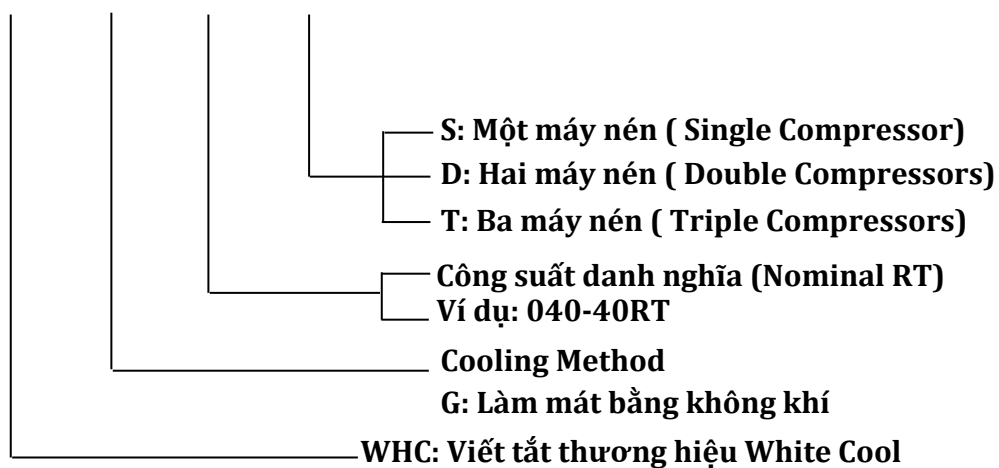 S: Một máy nén ( Single Compressor)
D: Hai máy nén ( Double Compressors)
T: Ba máy nén ( Triple Compressors)
Công suất danh nghĩa (Nominal RT)
Ví dụ: 040-40RT
Cooling Method
G: Làm mát bằng không khí
WHC: Viết tắt thương hiệu White Cool